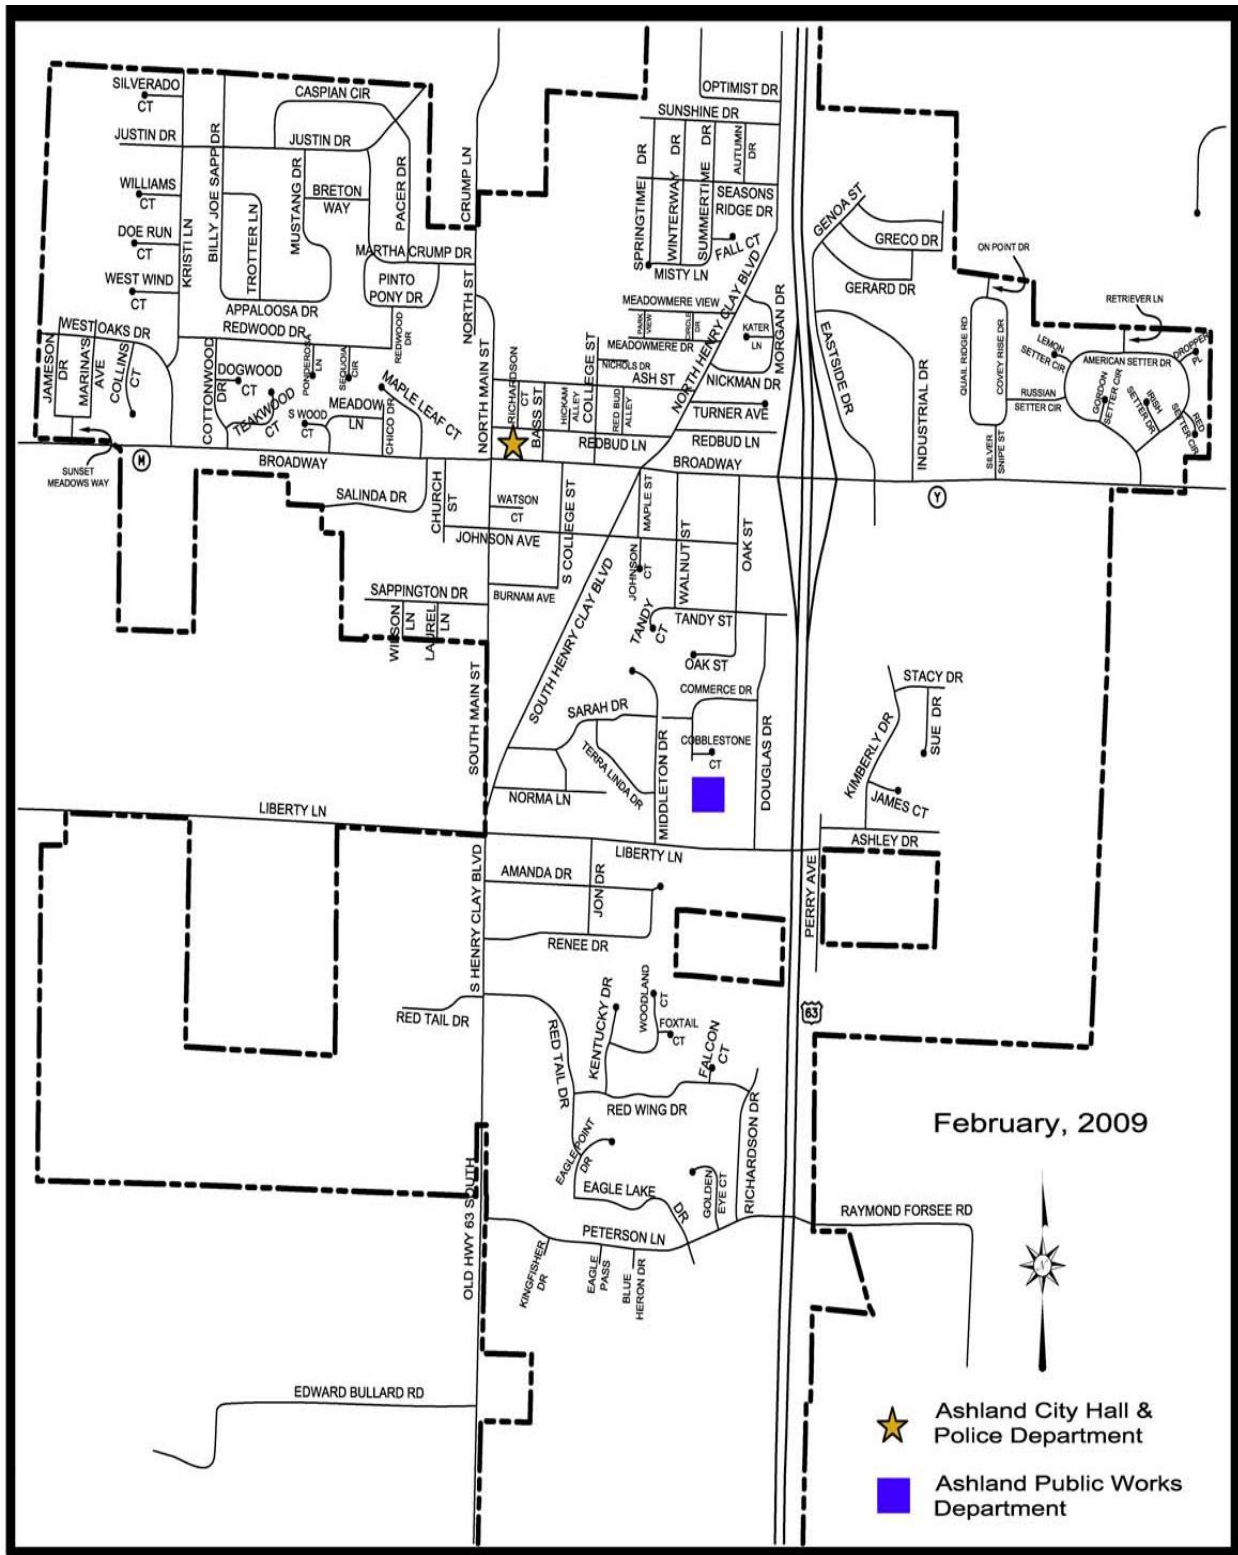 OPTIMIST DR
SILVERADO
CT
CASPIAN CIR
SUNSHINE DR
JUSTIN DR
JUSTIN DR
BILLY JOE SAPP DR
MUSTANG DR
PACER DR
CRUMP LN
SPRINGTIME DR
WINTERWAY DR
SUMMERTIME DR
AUTUMN
DR
WILLIAMS
CT
BRETON
WAY
SEASONS
RIDGE DR
GENOA ST
DOE RUN
CT
KRISTI LN
TROTTER LN
MARTHA CRUMP DR
FALL CT
GRECO DR
ON POINT DR
WEST WIND
CT
PINTO
PONY DR
NORTH ST
MISTY LN
NORTH HENRY CLAY BLVD
MORGAN DR
GERARD DR
APPALOOSA DR
MEADOWMERE VIEW
RETRIEVER LN
WEST OAKS DR
REDWOOD DR
REDWOOD
DR
PARK
VIEW
CIRCLE
DR
KATER
LN
EASTSIDE DR
QUAIL RIDGE RD
COVEY RISE DR
LEMON
SETTER CIR
AMERICAN SETTER DR
DROPPER
PL
JAMESON
DR
MARINA'S
AVE
COLLINS
CT
COTTONWOOD
DR
DOGWOOD
CT
PONDEROSA
LN
SEQUOIA
CIR
MAPLE LEAF CT
NORTH MAIN ST
RICHARDSON
CT
BASS ST
HICKAM
ALLEY
COLLEGE ST
RED BUD
ALLEY
MEADOWMERE DR
NICHOLS DR
ASH ST
NICKMAN DR
TURNER AVE
INDUSTRIAL DR
RUSSIAN
SETTER CIR
GORDON
SETTER CIR
IRISH
SETTER DR
RED
SETTER CIR
TEAKWOOD
CT
S WOOD
CT
MEADOW
LN
CHICO DR
REDBUD LN
REDBUD LN
SILVER
SNIPE ST
SUNSET
MEADOWS WAY
M
BROADWAY
BROADWAY
Y
SALINDA DR
CHURCH
ST
WATSON
CT
S COLLEGE ST
MAPLE ST
WALNUT ST
OAK ST
JOHNSON AVE
JOHNSON
CT
SAPPINGTON DR
BURNAM AVE
WILSON
LN
LAUREL
LN
SOUTH HENRY CLAY BLVD
TANDY
CT
TANDY ST
OAK ST
SOUTH MAIN ST
COMMERCE DR
STACY DR
SARAH DR
SUE DR
TERRA LINDA DR
MIDDLETON DR
COBBLESTONE
CT
DOUGLAS DR
KIMBERLY DR
NORMA LN
JAMES CT
LIBERTY LN
ASHLEY DR
LIBERTY LN
S HENRY CLAY BLVD
AMANDA DR
JON DR
PERRY AVE
RENEE DR
RED TAIL DR
RED TAIL DR
KENTUCKY DR
WOODLAND
CT
FOXTAIL
CT
FALCON
CT
63
RED WING DR
RICHARDSON DR
February, 2009
EAGLE POINT
DR
OLD HWY 63 SOUTH
EAGLE LAKE
DR
GOLDEN
EYE CT
RAYMOND FORSEE RD
PETERSON LN
KINGFISHER
DR
EAGLE
PASS
BLUE
HERON DR
N
EDWARD BULLARD RD
Ashland City Hall &
Police Department
Ashland Public Works
Department